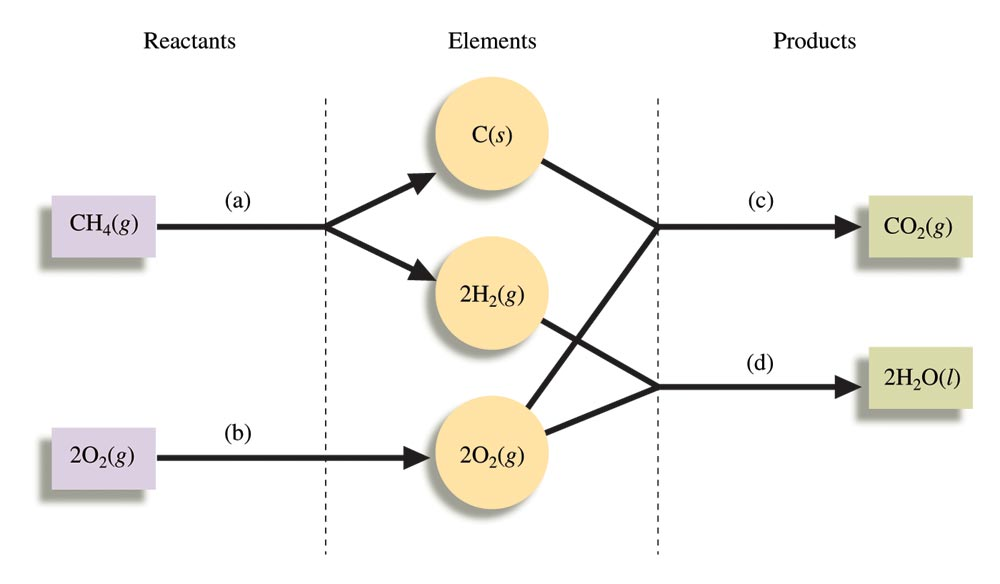 Reactants
Elements
Products
C(s)
(a)
(c)
CH₄(g)
CO₂(g)
2H₂(g)
(d)
2H₂O(l)
(b)
2O₂(g)
2O₂(g)